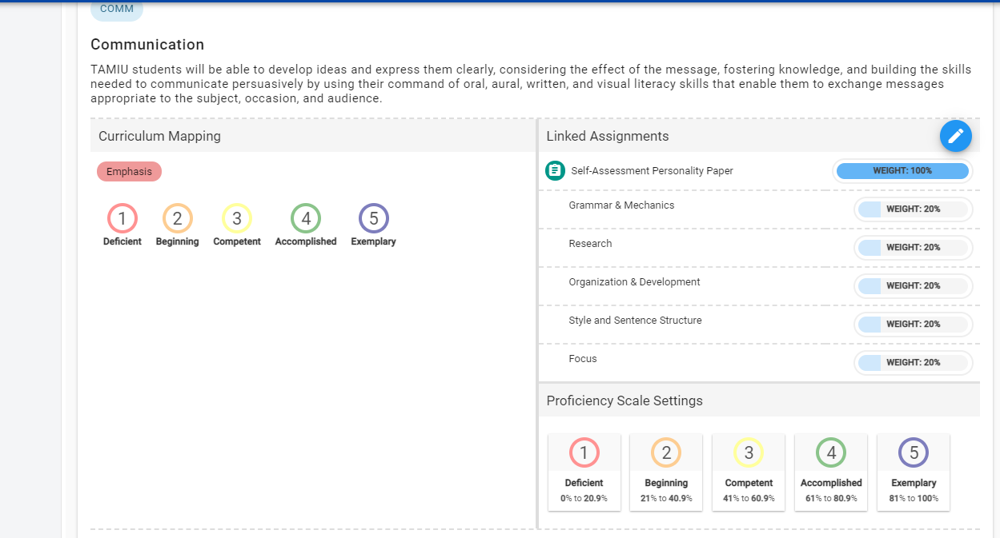 COMM
Communication
TAMIU students will be able to develop ideas and express them clearly, considering the effect of the message, fostering knowledge, and building the skills
needed to communicate persuasively by using their command of oral, aural, written, and visual literacy skills that enable them to exchange messages
appropriate to the subject, occasion, and audience.
Curriculum Mapping
Emphasis
1 2 3 4 5
Deficient Beginning Competent Accomplished Exemplary
Linked Assignments
Self-Assessment Personality Paper WEIGHT: 100%
Grammar & Mechanics WEIGHT: 20%
Research WEIGHT: 20%
Organization & Development WEIGHT: 20%
Style and Sentence Structure WEIGHT: 20%
Focus WEIGHT: 20%
Proficiency Scale Settings
1 2 3 4 5
Deficient Beginning Competent Accomplished Exemplary
0% to 20.9% 21% to 40.9% 41% to 60.9% 61% to 80.9% 81% to 100%